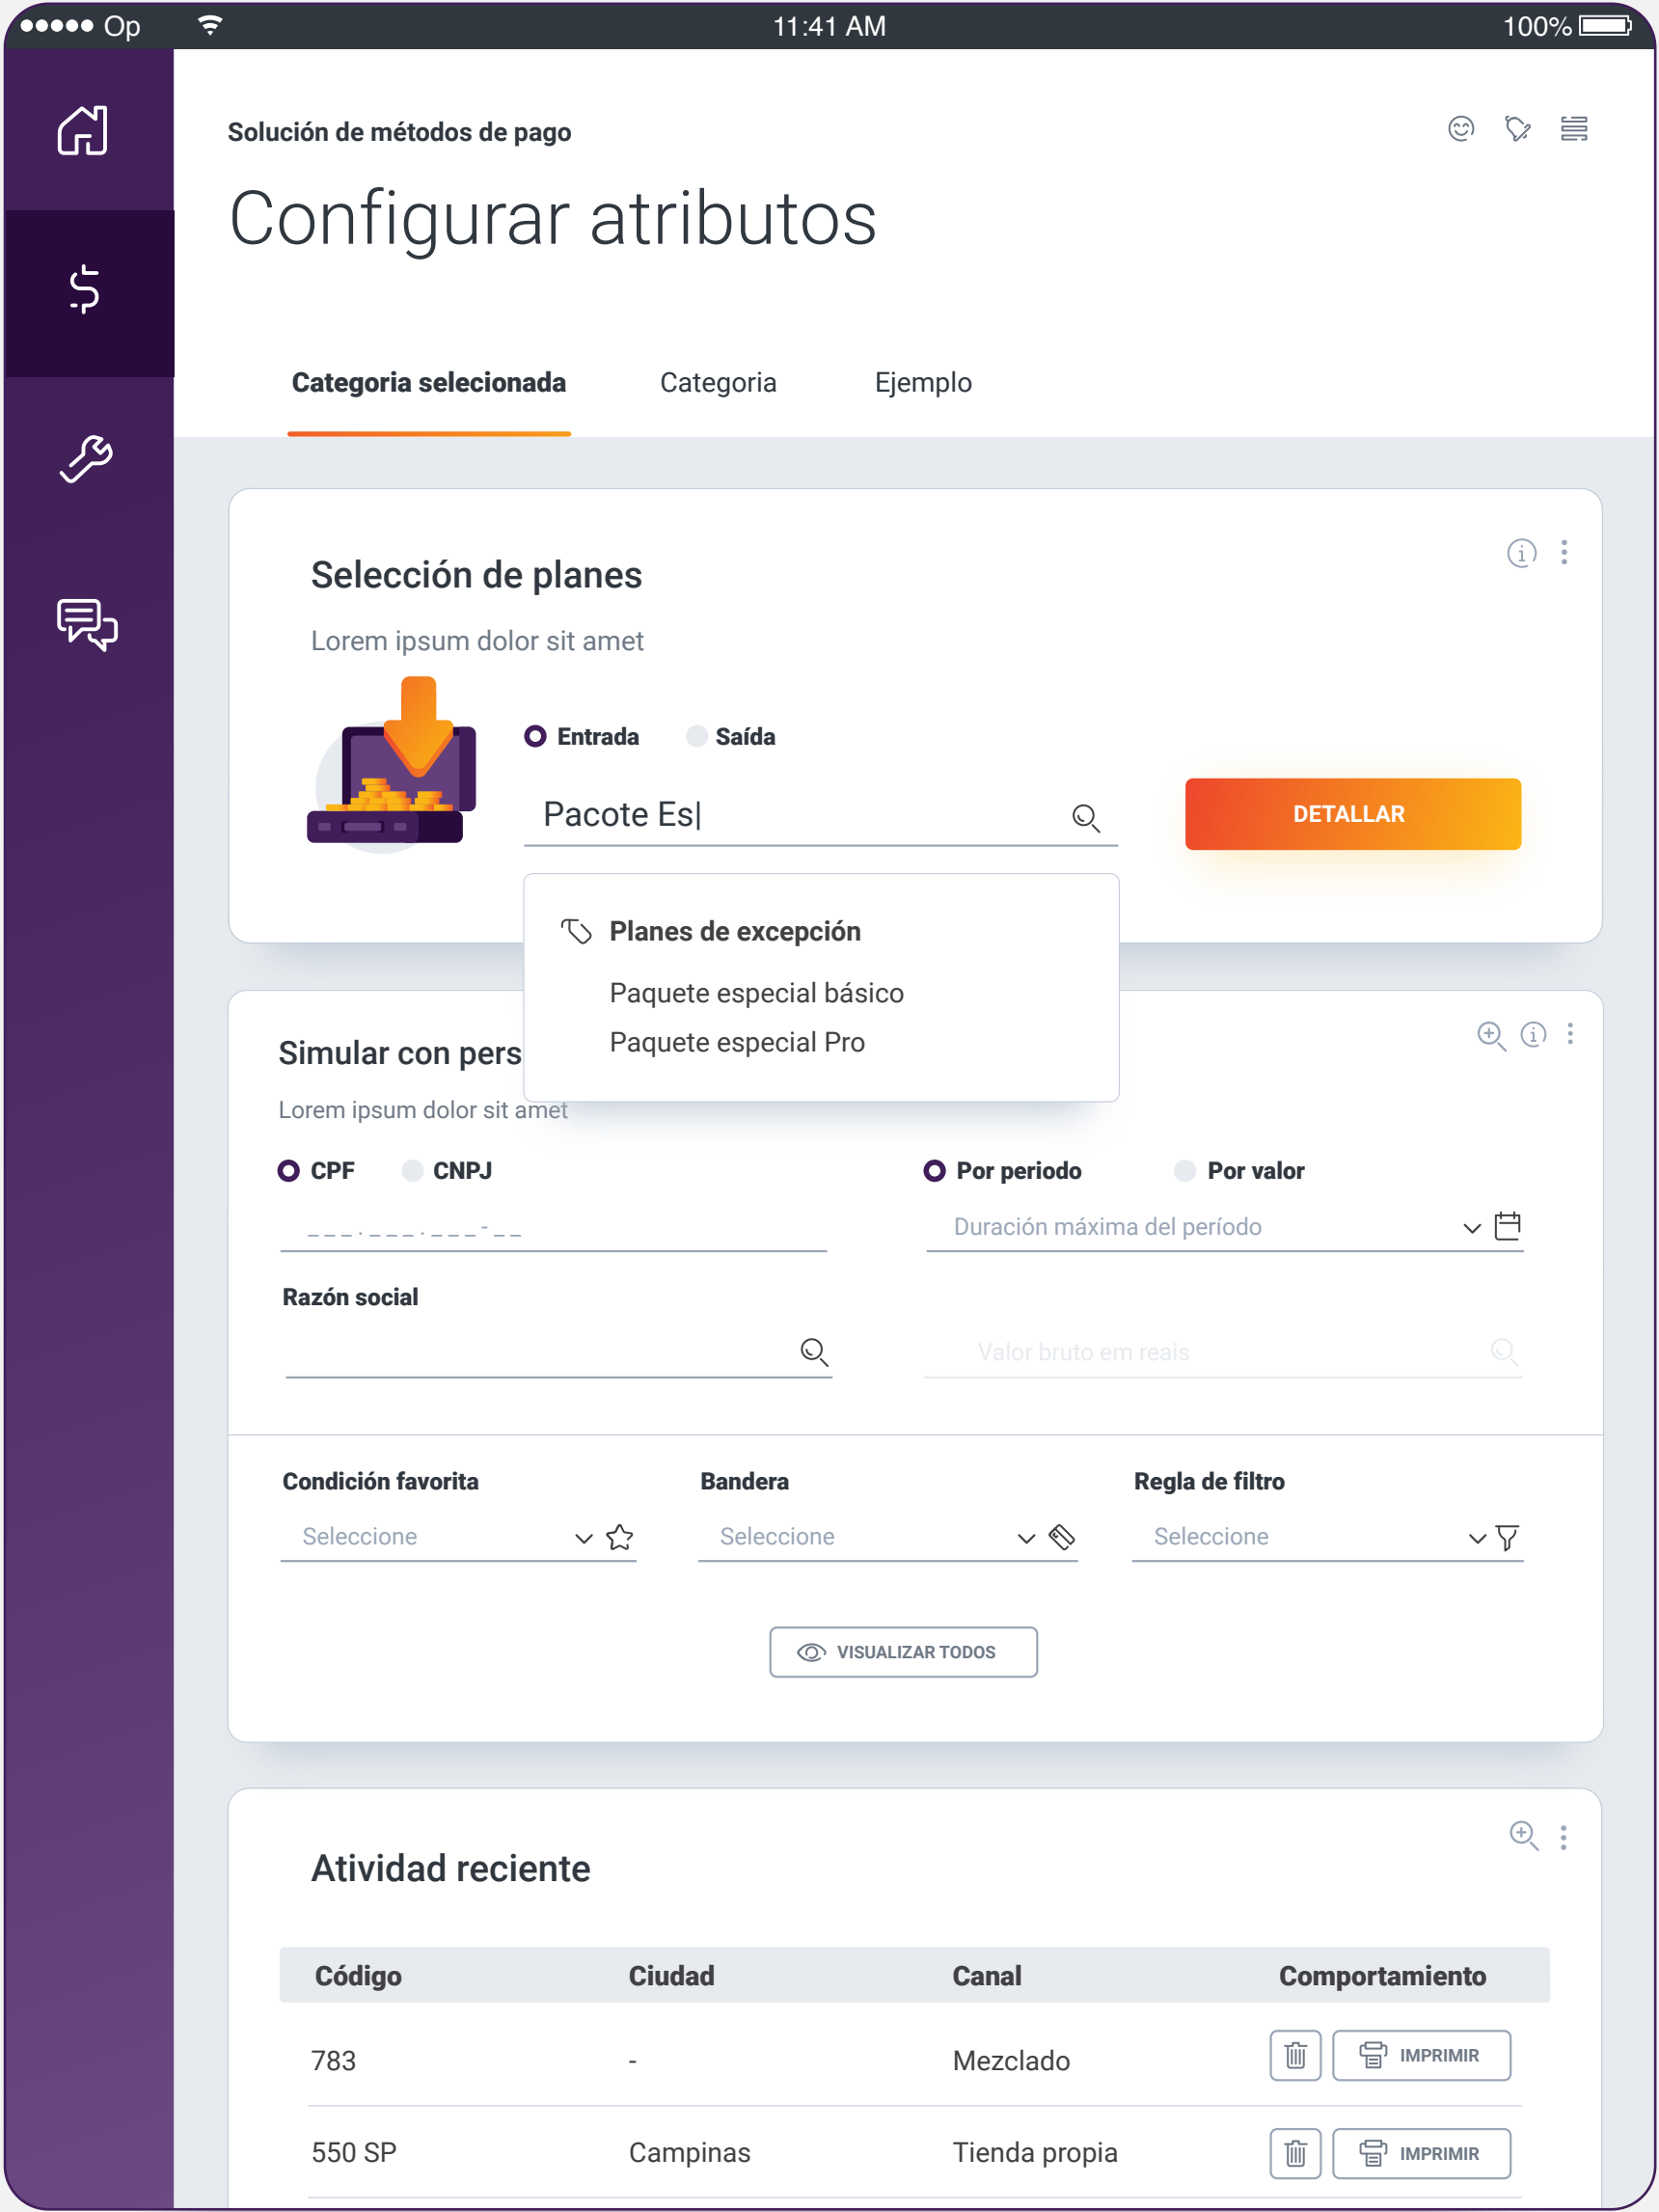 Op 11:41 AM 100%
Solución de métodos de pago
Configurar atributos
Categoria selecionada Categoria Ejemplo
Selección de planes
Lorem ipsum dolor sit amet
Entrada Saída
Pacote Es|
DETALLAR
Planes de excepción
Paquete especial básico
Paquete especial Pro
Simular con pers
Lorem ipsum dolor sit amet
CPF CNPJ Por periodo Por valor
___.___.___-__ Duración máxima del período
Razón social
Valor bruto em reais
Condición favorita Bandera Regla de filtro
Seleccione Seleccione Seleccione
VISUALIZAR TODOS
Atividad reciente
Código Ciudad Canal Comportamiento
783 - Mezclado IMPRIMIR
550 SP Campinas Tienda propia IMPRIMIR